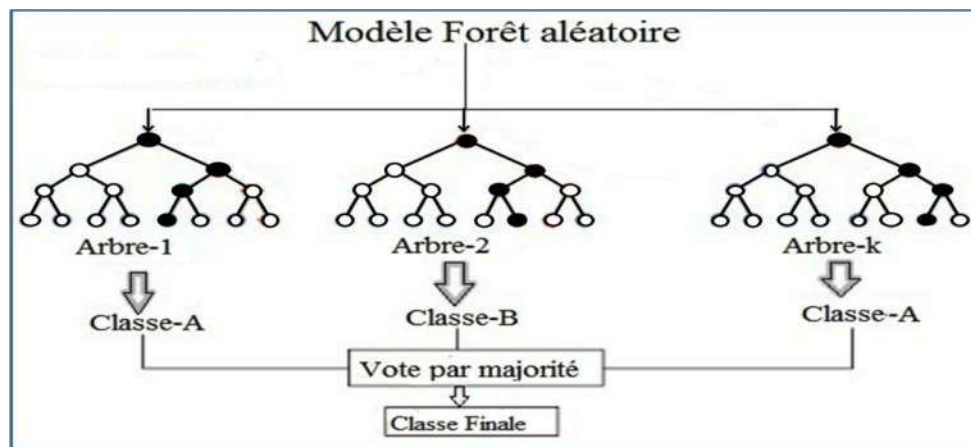 Modèle Forêt aléatoire
Arbre-1
Arbre-2
Arbre-k
Classe-A
Classe-B
Classe-A
Vote par majorité
Classe Finale